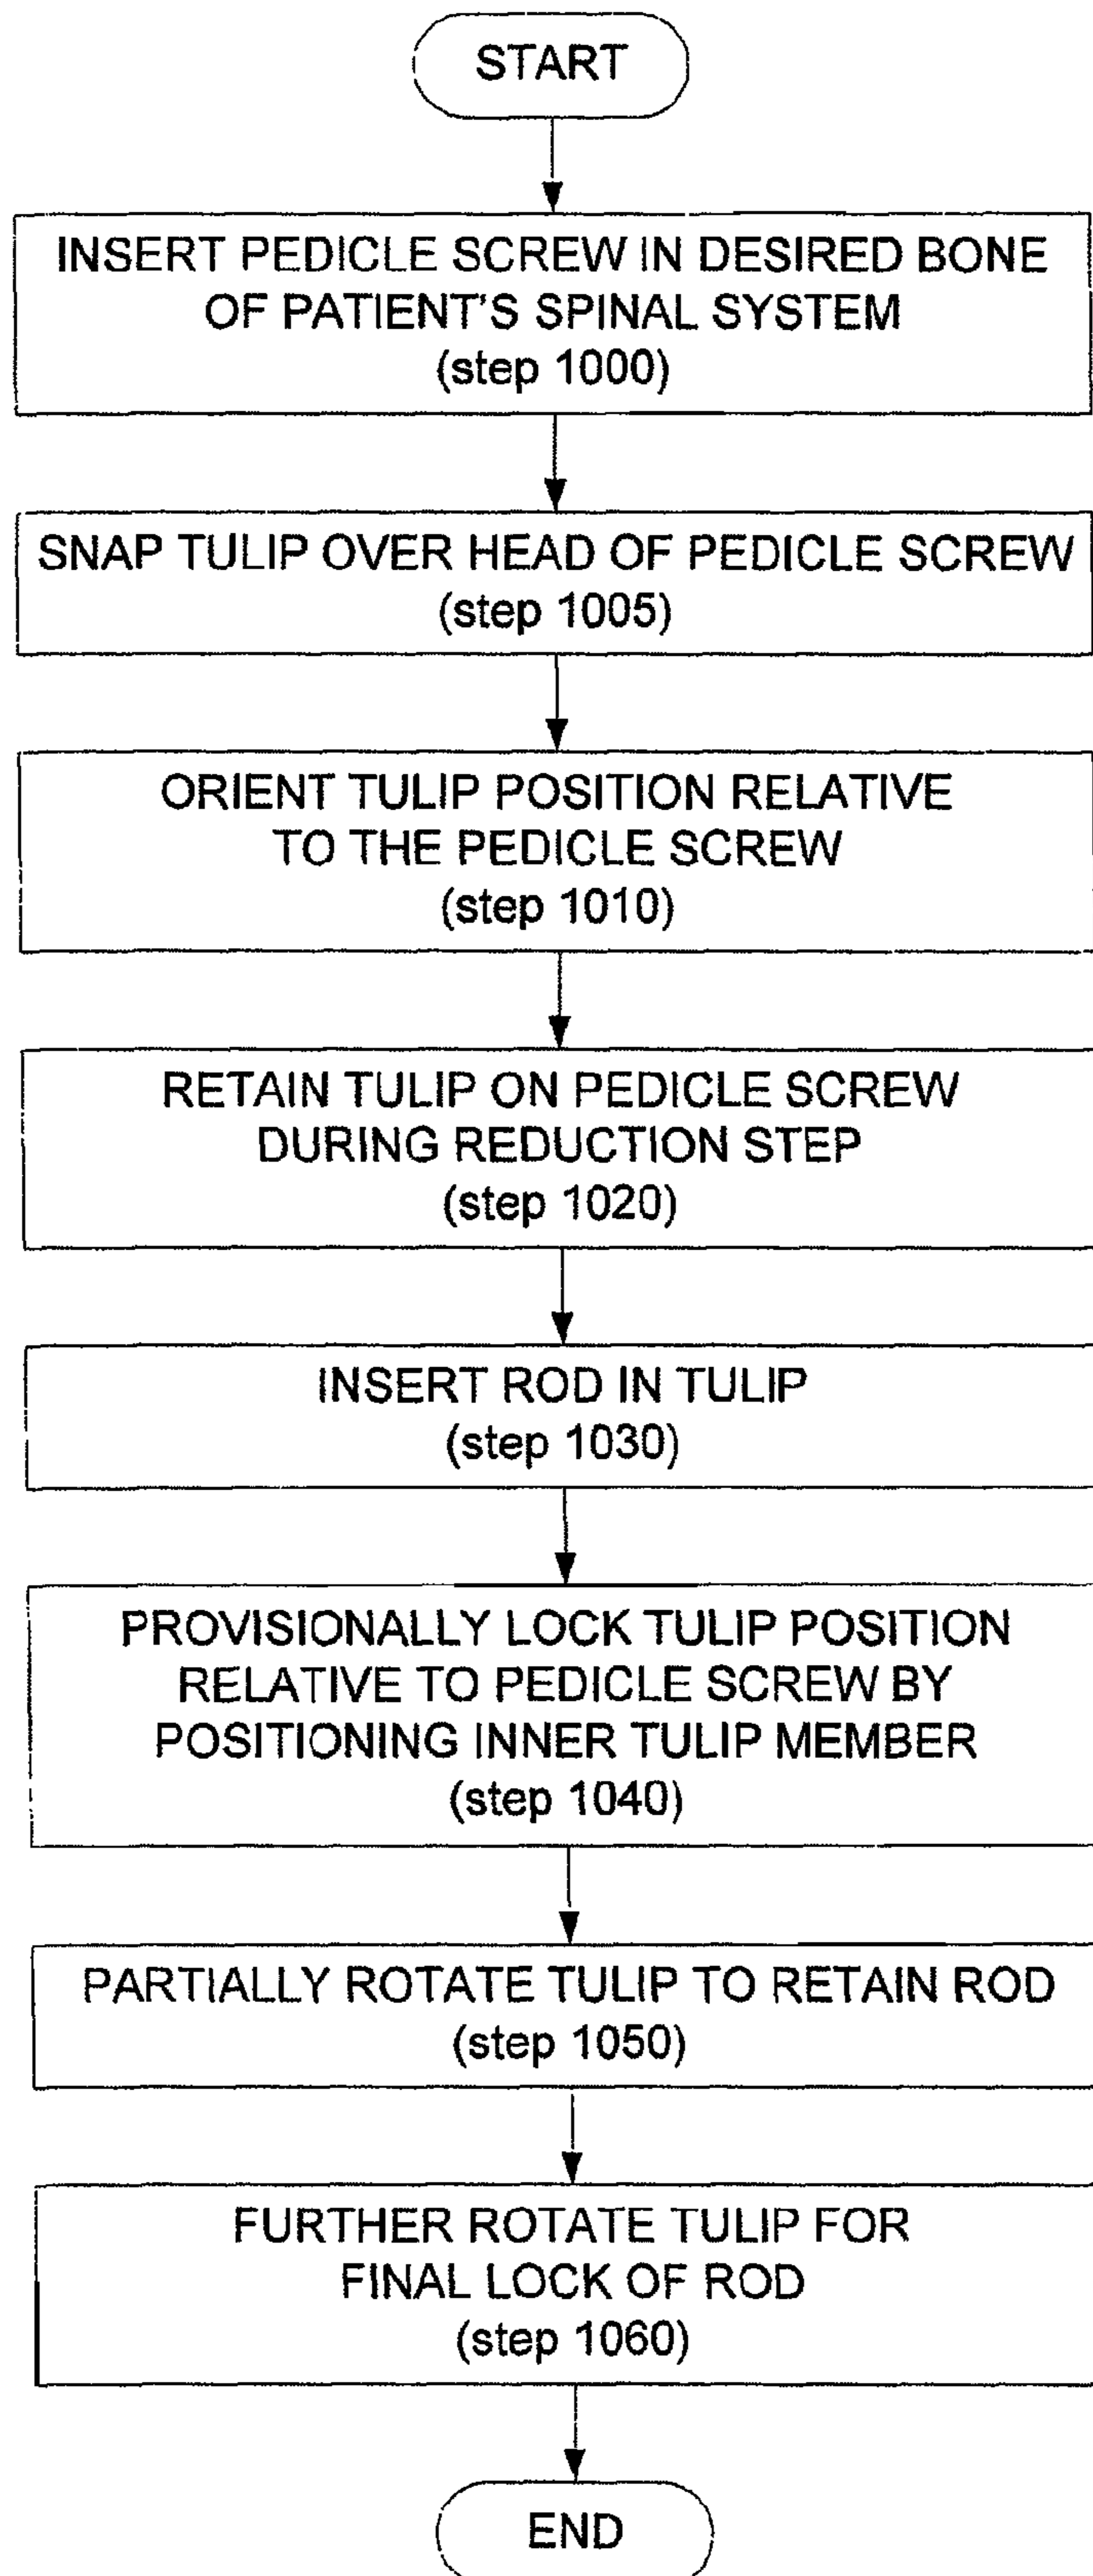 START
INSERT PEDICLE SCREW IN DESIRED BONE
OF PATIENT'S SPINAL SYSTEM
(step 1000)
SNAP TULIP OVER HEAD OF PEDICLE SCREW
(step 1005)
ORIENT TULIP POSITION RELATIVE
TO THE PEDICLE SCREW
(step 1010)
RETAIN TULIP ON PEDICLE SCREW
DURING REDUCTION STEP
(step 1020)
INSERT ROD IN TULIP
(step 1030)
PROVISIONALLY LOCK TULIP POSITION
RELATIVE TO PEDICLE SCREW BY
POSITIONING INNER TULIP MEMBER
(step 1040)
PARTIALLY ROTATE TULIP TO RETAIN ROD
(step 1050)
FURTHER ROTATE TULIP FOR
FINAL LOCK OF ROD
(step 1060)
END